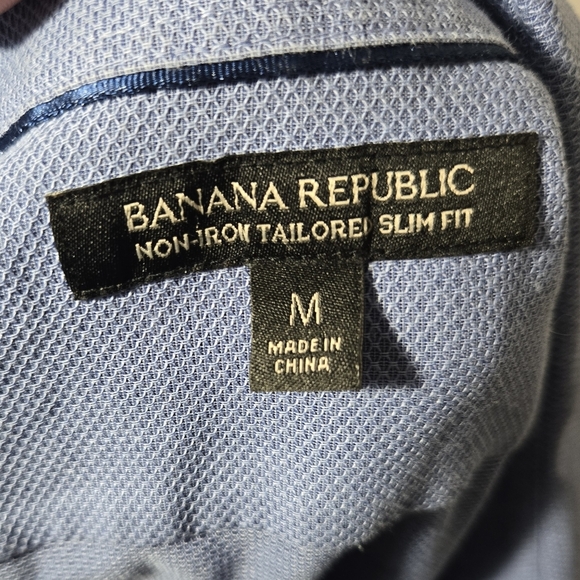 BANANA REPUBLIC
NON-IRON TAILORED SLIM FIT
M
MADE IN
CHINA